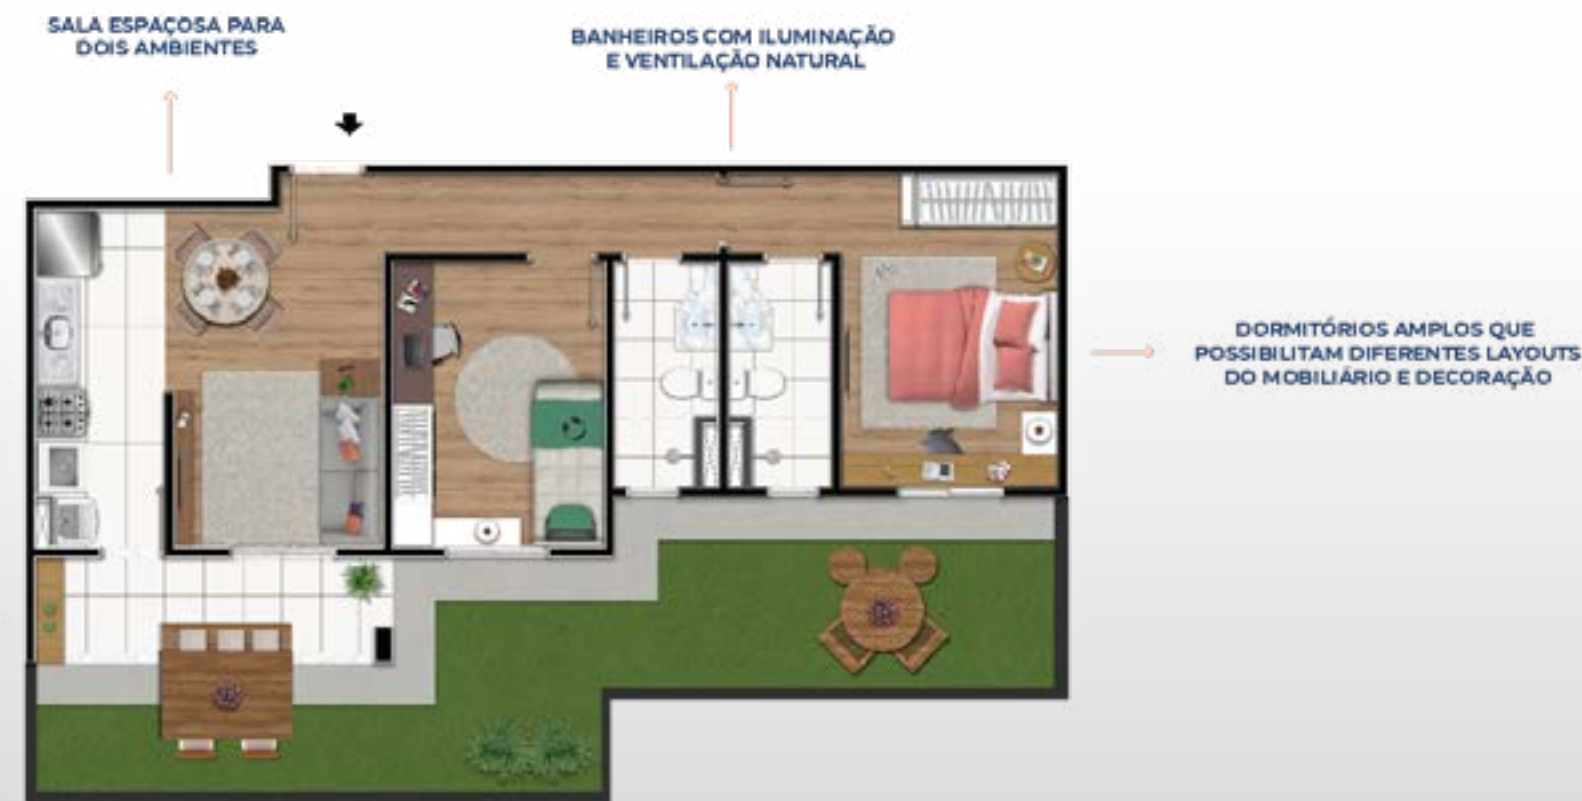 SALA ESPAÇOSA PARA
DOIS AMBIENTES
BANHEIROS COM ILUMINAÇÃO
E VENTILAÇÃO NATURAL
DORMITÓRIOS AMPLOS QUE
POSSIBILITAM DIFERENTES LAYOUTS
DO MOBILIÁRIO E DECORAÇÃO